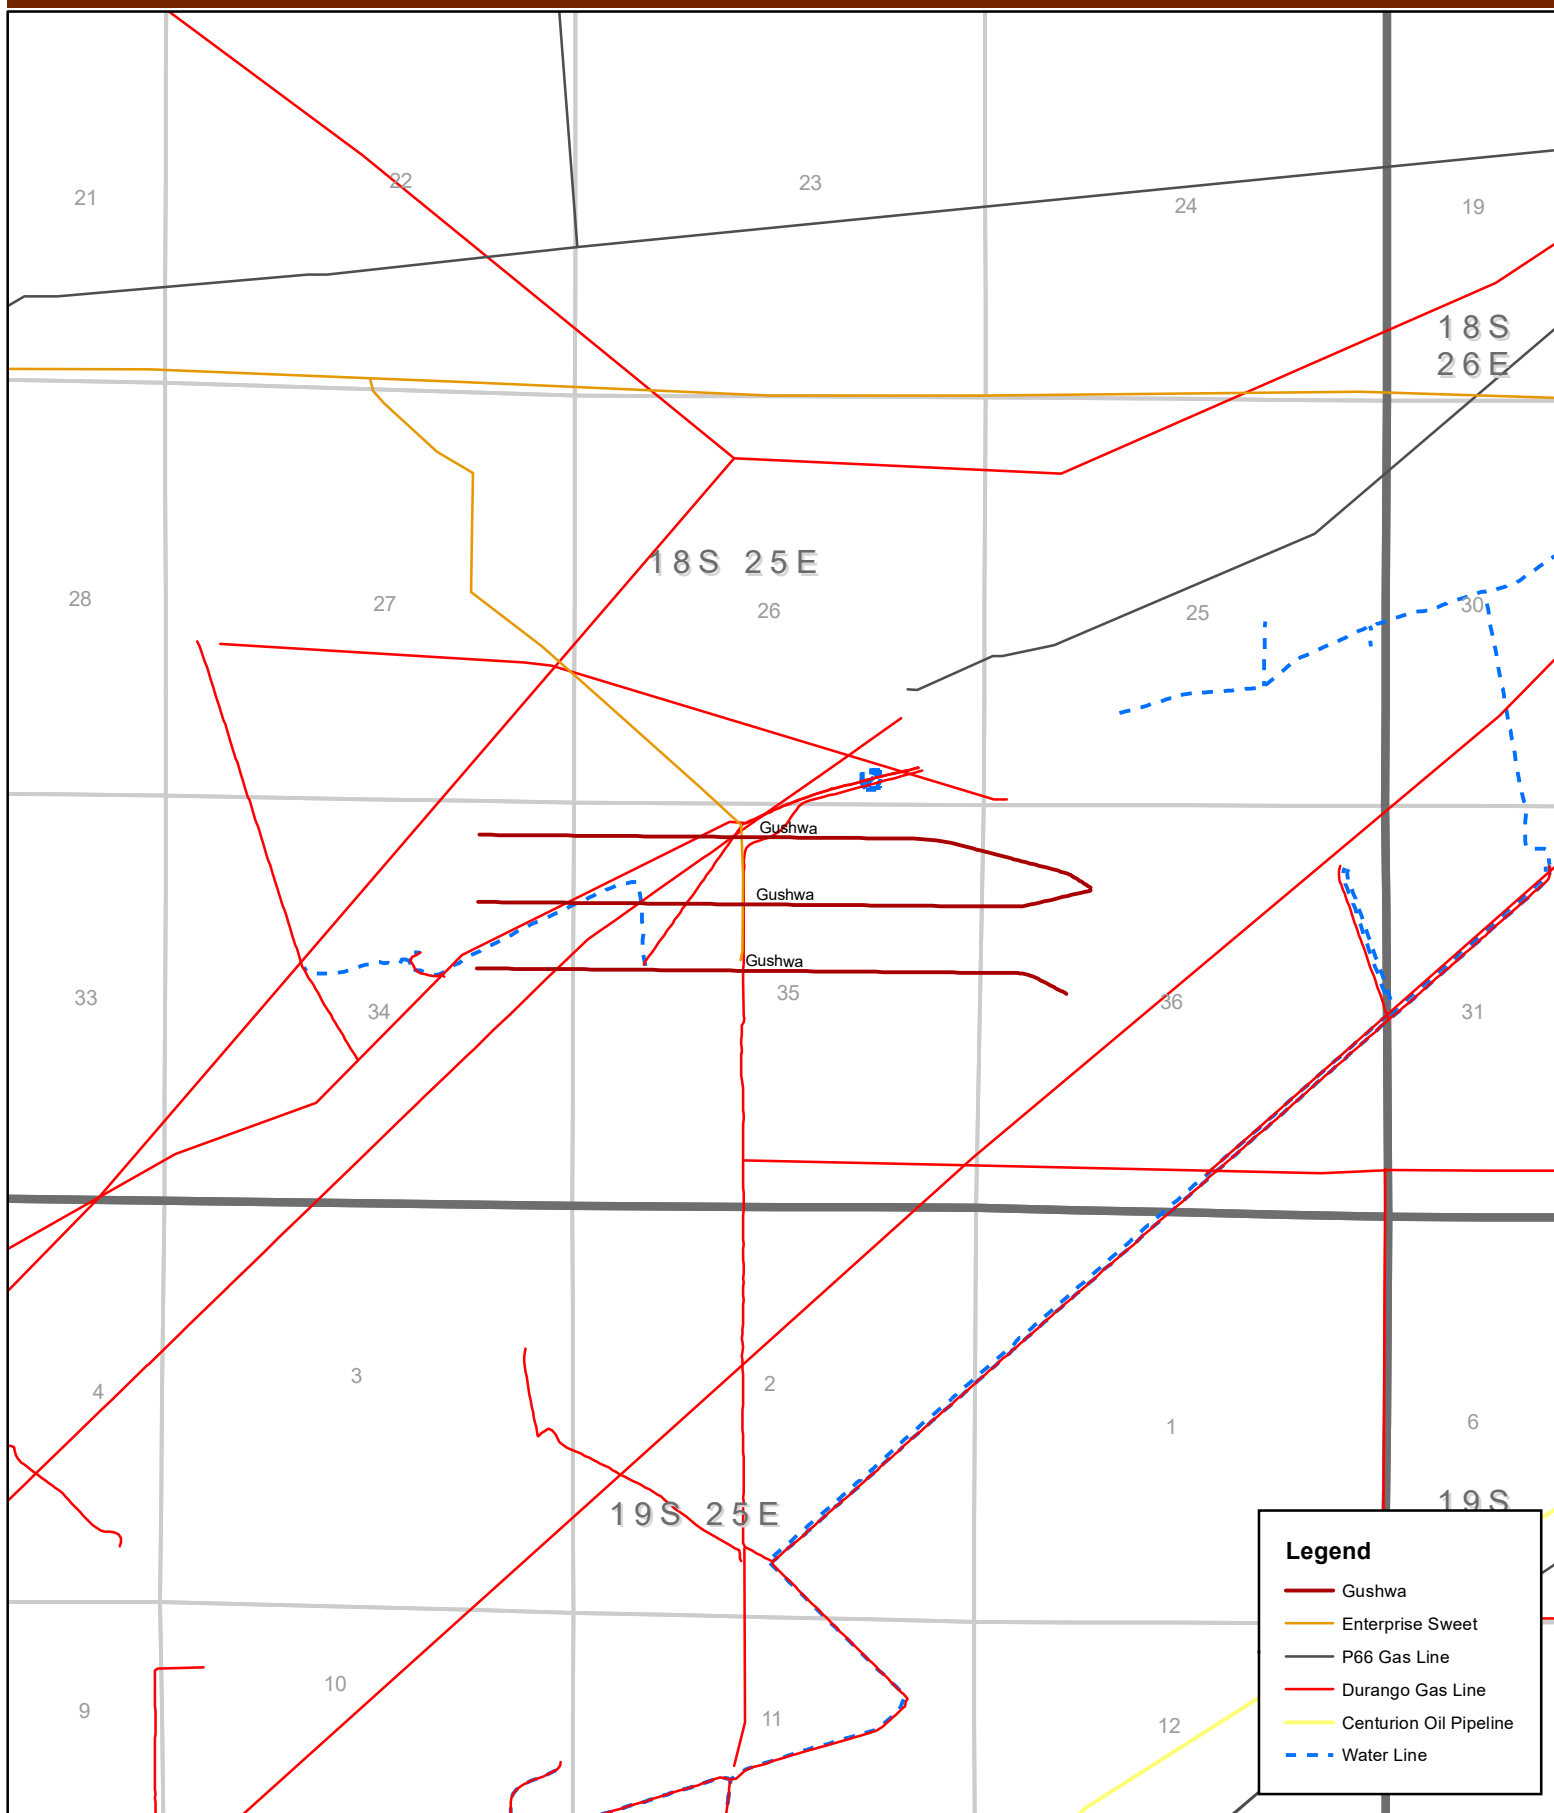 21
22
23
24
19
18S
26E
18S 25E
28
27
26
25
30
Gushwa
Gushwa
Gushwa
33
34
35
36
31
4
3
2
1
6
19S 25E
19S
9
10
11
12
Legend
Gushwa
Enterprise Sweet
P66 Gas Line
Durango Gas Line
Centurion Oil Pipeline
Water Line